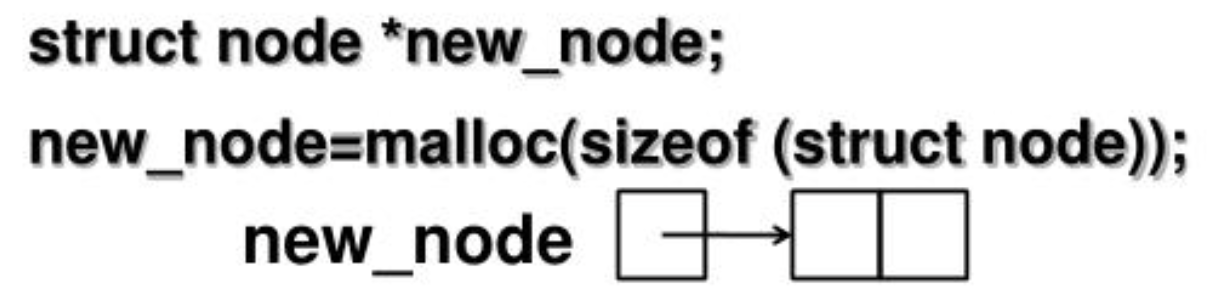 struct node *new_node;
new_node=malloc(sizeof (struct node));
new_node